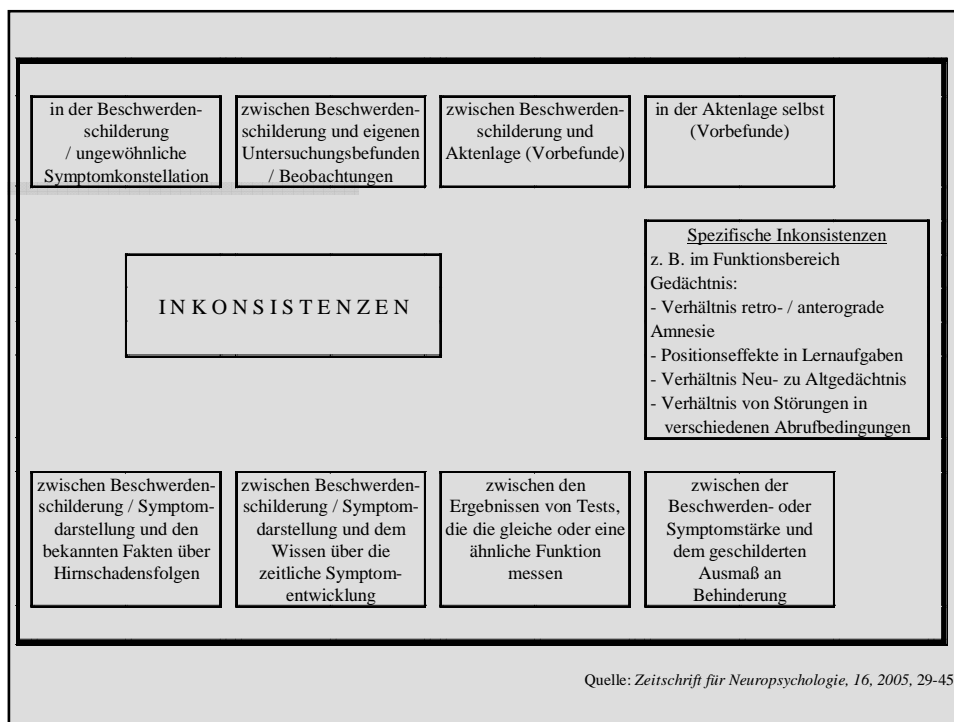 in der Beschwerden-
schilderung
/ ungewöhnliche
Symptomkonstellation
zwischen Beschwerden-
schilderung und eigenen
Untersuchungsbefunden
/ Beobachtungen
zwischen Beschwerden-
schilderung und
Aktenlage (Vorbefunde)
in der Aktenlage selbst
(Vorbefunde)
INKONSISTENZEN
Spezifische Inkonsistenzen
z. B. im Funktionsbereich
Gedächtnis:
- Verhältnis retro- / anterograde
Amnesie
- Positionseffekte in Lernaufgaben
- Verhältnis Neu- zu Altgedächtnis
- Verhältnis von Störungen in
verschiedenen Abrufbedingungen
zwischen Beschwerden-
schilderung / Symptom-
darstellung und den
bekannten Fakten über
Hirnschadensfolgen
zwischen Beschwerden-
schilderung / Symptom-
darstellung und dem
Wissen über die
zeitliche Symptom-
entwicklung
zwischen den
Ergebnissen von Tests,
die die gleiche oder eine
ähnliche Funktion
messen
zwischen der
Beschwerden- oder
Symptomstärke und
dem geschilderten
Ausmaß an
Behinderung
Quelle: Zeitschrift für Neuropsychologie, 16, 2005, 29-45